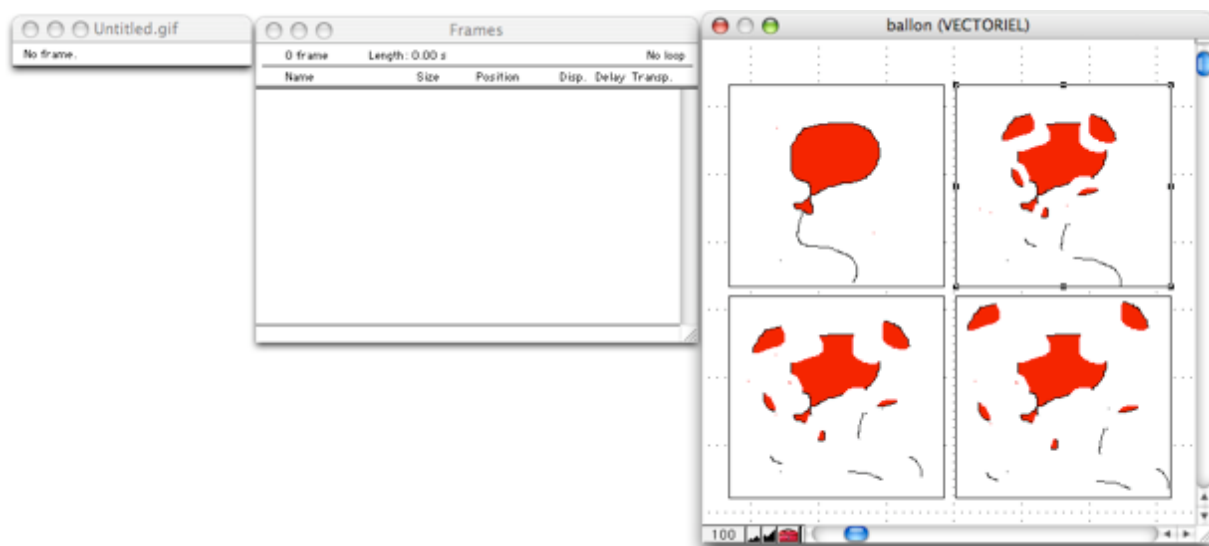 Untitled.gif
No frame.
Frames
0 frame Length: 0.00 s No loop
Name Size Position Disp. Delay Transp.
ballon (VECTORIEL)
100